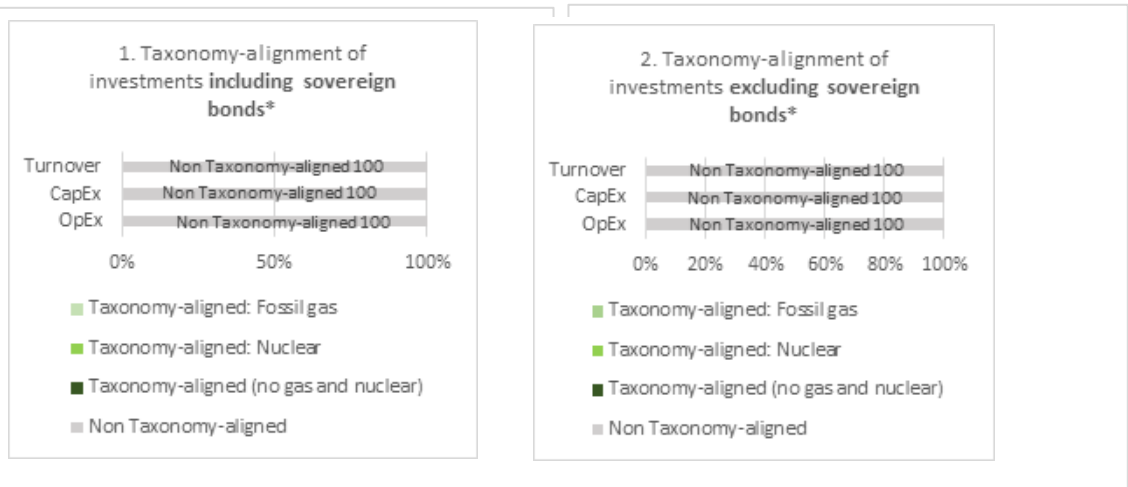 1. Taxonomy-alignment of
investments including sovereign
bonds*
Turnover
Non Taxonomy-aligned 100
CapEx
Non Taxonomy-aligned 100
OpEx
Non Taxonomy-aligned 100
0% 50% 100%
Taxonomy-aligned: Fossil gas
Taxonomy-aligned: Nuclear
Taxonomy-aligned (no gas and nuclear)
Non Taxonomy-aligned
2. Taxonomy-alignment of
investments excluding sovereign
bonds*
Turnover
Non Taxonomy-aligned 100
CapEx
Non Taxonomy-aligned 100
OpEx
Non Taxonomy-aligned 100
0% 20% 40% 60% 80% 100%
Taxonomy-aligned: Fossil gas
Taxonomy-aligned: Nuclear
Taxonomy-aligned (no gas and nuclear)
Non Taxonomy-aligned